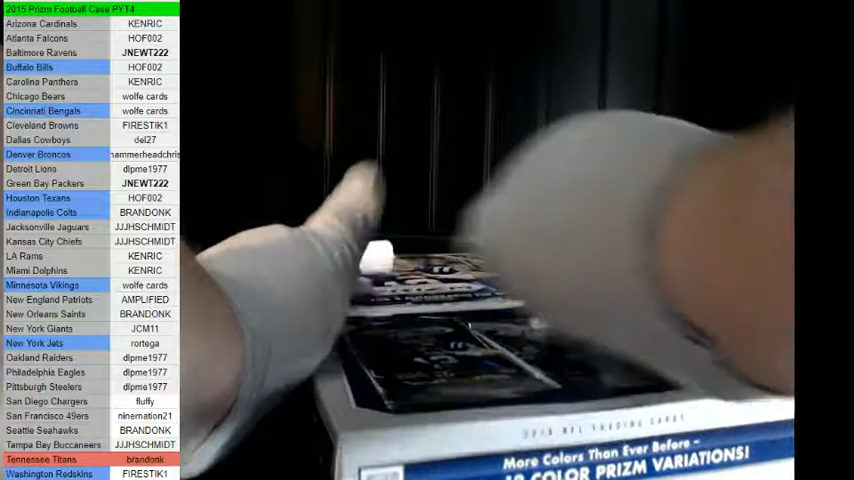 2015 Prizm Football Case PYT4
Arizona Cardinals KENRIC
Atlanta Falcons HOF002
Baltimore Ravens JNEWT222
Buffalo Bills HOF002
Carolina Panthers KENRIC
Chicago Bears wolfe cards
Cincinnati Bengals wolfe cards
Cleveland Browns FIRESTIK1
Dallas Cowboys del27
Denver Broncos hammerheadchris
Detroit Lions dlpme1977
Green Bay Packers JNEWT222
Houston Texans HOF002
Indianapolis Colts BRANDONK
Jacksonville Jaguars JJJHSCHMIDT
Kansas City Chiefs JJJHSCHMIDT
LA Rams KENRIC
Miami Dolphins KENRIC
Minnesota Vikings wolfe cards
New England Patriots AMPLIFIED
New Orleans Saints BRANDONK
New York Giants JCM11
New York Jets rortega
Oakland Raiders dlpme1977
Philadelphia Eagles dlpme1977
Pittsburgh Steelers dlpme1977
San Diego Chargers fluffy
San Francisco 49ers ninernation21
Seattle Seahawks BRANDONK
Tampa Bay Buccaneers JJJHSCHMIDT
Tennessee Titans brandonk
Washington Redskins FIRESTIK1
NFL TRADING CARDS
More Colors Than Ever Before –
COLOR PRIZM VARIATIONS!